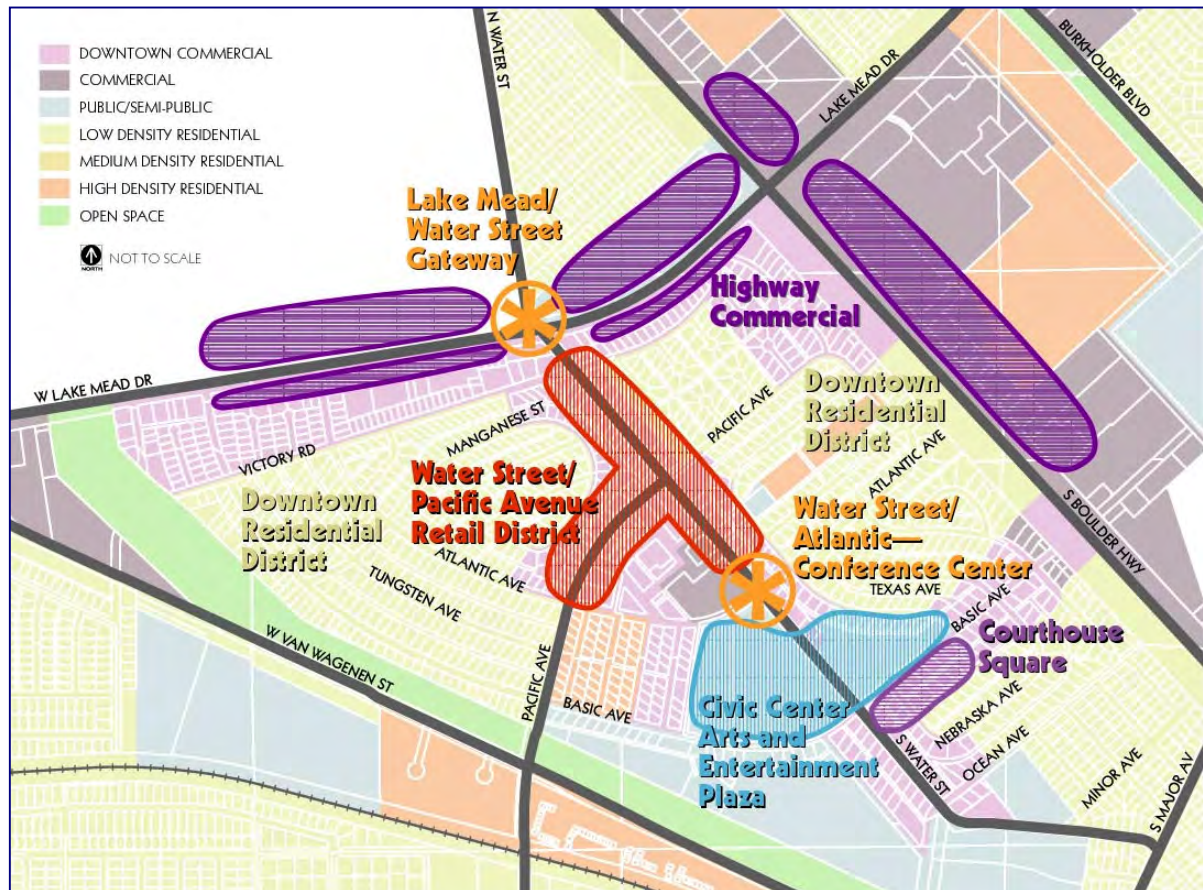 DOWNTOWN COMMERCIAL
COMMERCIAL
PUBLIC/SEMI-PUBLIC
LOW DENSITY RESIDENTIAL
MEDIUM DENSITY RESIDENTIAL
HIGH DENSITY RESIDENTIAL
OPEN SPACE
NORTH
NOT TO SCALE
N WATER ST
LAKE MEAD DR
BURKHOLDER BLVD
Lake Mead/
Water Street
Gateway
Highway
Commercial
W LAKE MEAD DR
MANGANESE ST
PACIFIC AVE
Downtown
Residential
District
VICTORY RD
ATLANTIC AVE
Water Street/
Pacific Avenue
Retail District
Downtown
Residential
District
Water Street/
Atlantic—
Conference Center
S BOULDER HWY
ATLANTIC AVE
TUNGSTEN AVE
TEXAS AVE
BASIC AVE
Courthouse
Square
W VAN WAGENEN ST
PACIFIC AVE
BASIC AVE
Civic Center
Arts and
Entertainment
Plaza
NEBRASKA AVE
OCEAN AVE
S WATER ST
MINOR AVE
S MAJOR AV